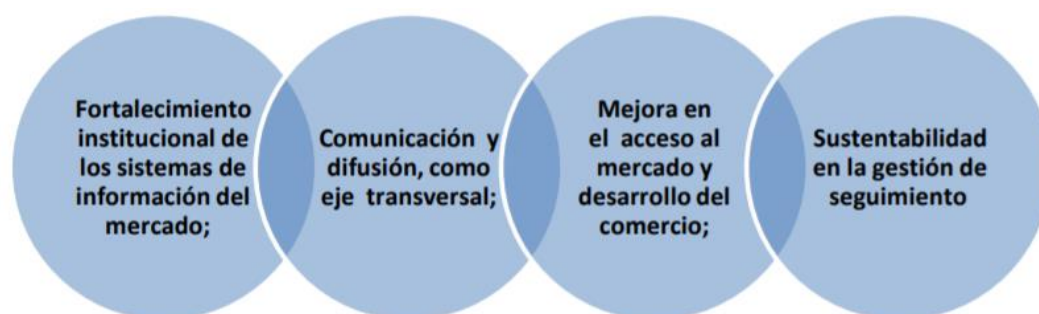 Fortalecimiento
institucional de
los sistemas de
información del
mercado;
Comunicación y
difusión, como
eje transversal;
Mejora en
el acceso al
mercado y
desarrollo del
comercio;
Sustentabilidad
en la gestión de
seguimiento